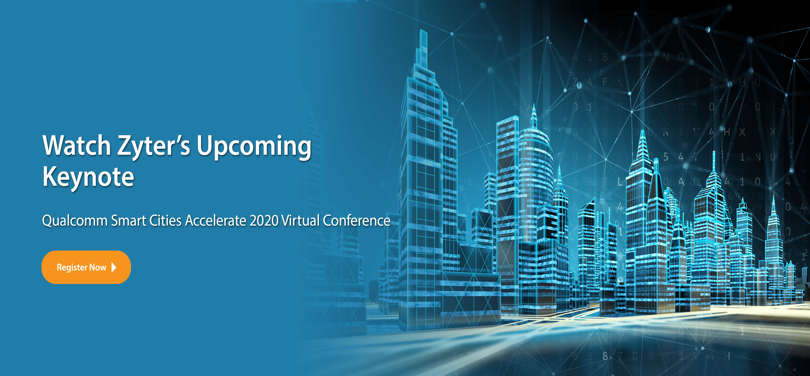 Watch Zyter's Upcoming
Keynote
Qualcomm Smart Cities Accelerate 2020 Virtual Conference
Register Now